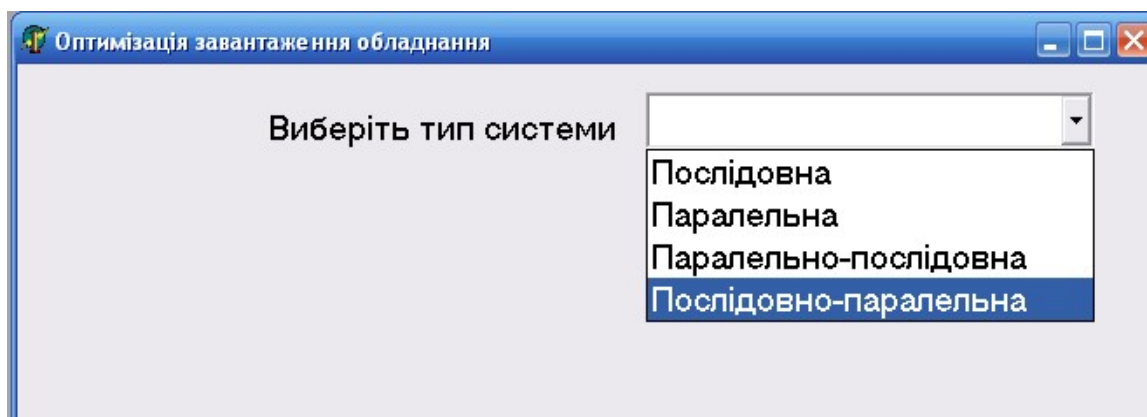 Оптимізація завантаження обладнання
Виберіть тип системи
Послідовна
Паралельна
Паралельно-послідовна
Послідовно-паралельна